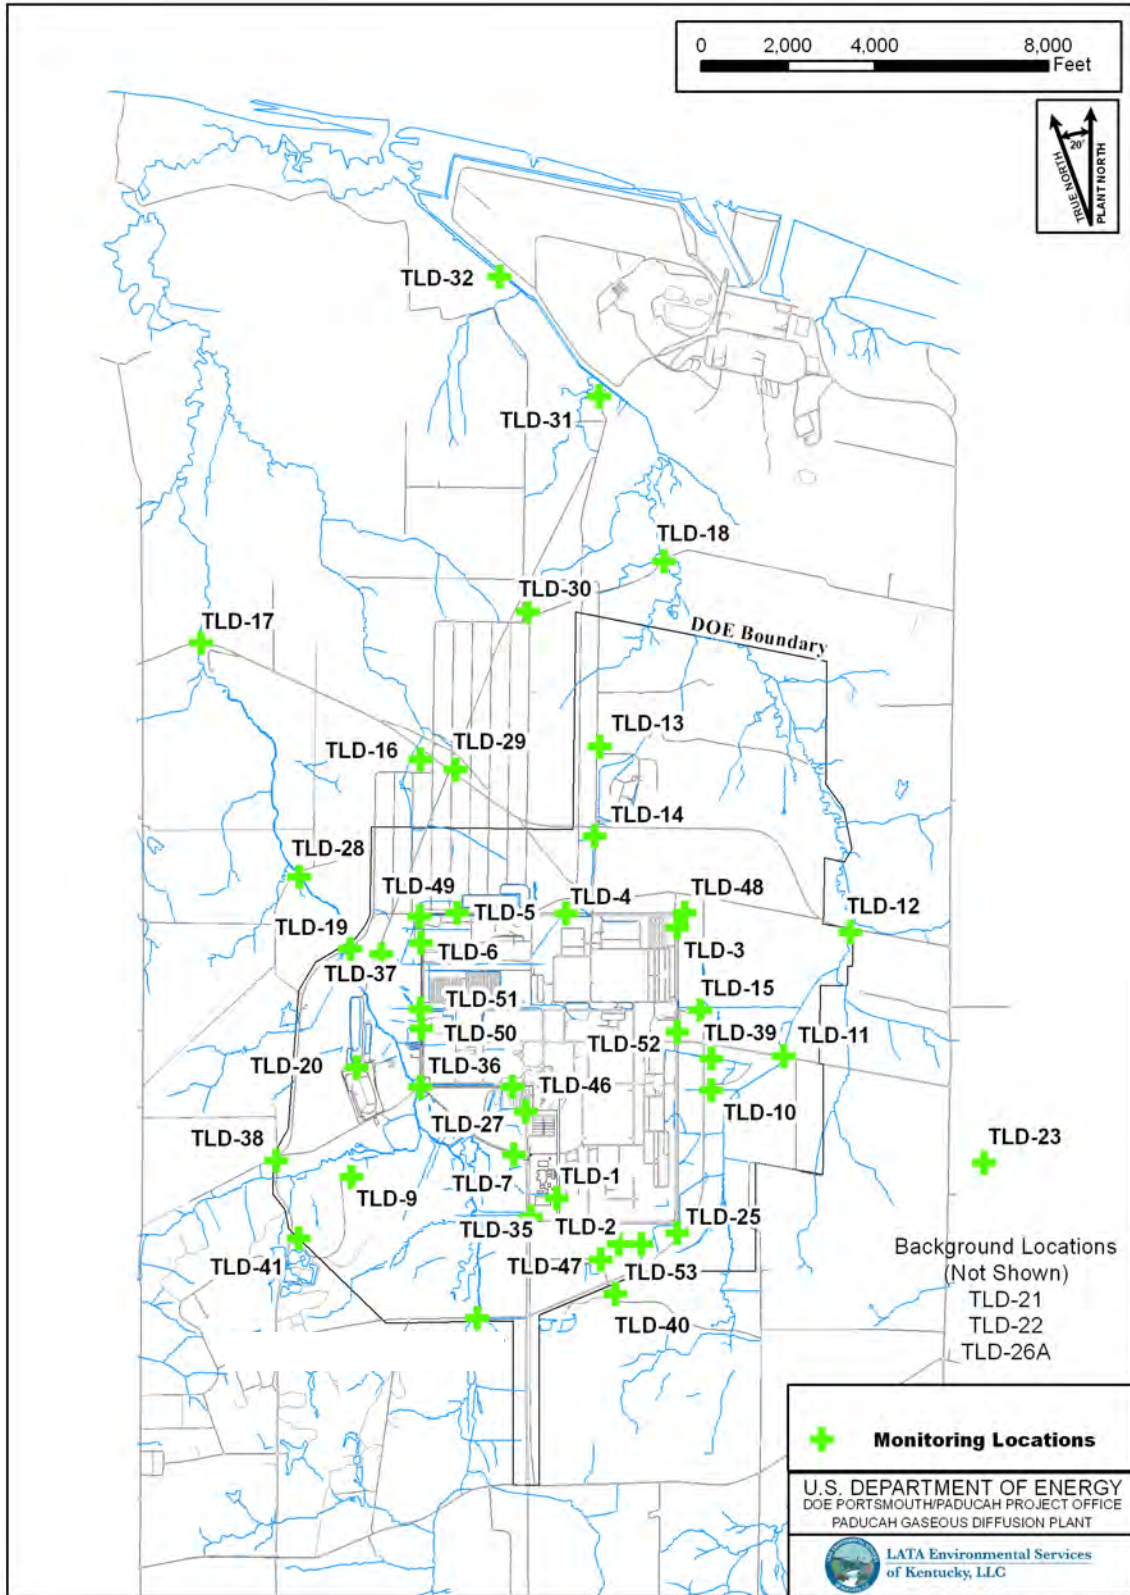 0 2,000 4,000 8,000
Feet
20°
TRUE NORTH
PLANT NORTH
TLD-32
TLD-31
TLD-18
TLD-30
TLD-17
DOE Boundary
TLD-13
TLD-29
TLD-16
TLD-14
TLD-28
TLD-49
TLD-48
TLD-4
TLD-5
TLD-12
TLD-19
TLD-6
TLD-3
TLD-37
TLD-15
TLD-51
TLD-50
TLD-52
TLD-39
TLD-11
TLD-20
TLD-36
TLD-46
TLD-10
TLD-27
TLD-38
TLD-23
TLD-7
TLD-1
TLD-9
TLD-35
TLD-2
TLD-25
TLD-41
TLD-47
TLD-53
TLD-40
Background Locations
(Not Shown)
TLD-21
TLD-22
TLD-26A
Monitoring Locations
U.S. DEPARTMENT OF ENERGY
DOE PORTSMOUTH/PADUCAH PROJECT OFFICE
PADUCAH GASEOUS DIFFUSION PLANT
LATA Environmental Services
of Kentucky, LLC